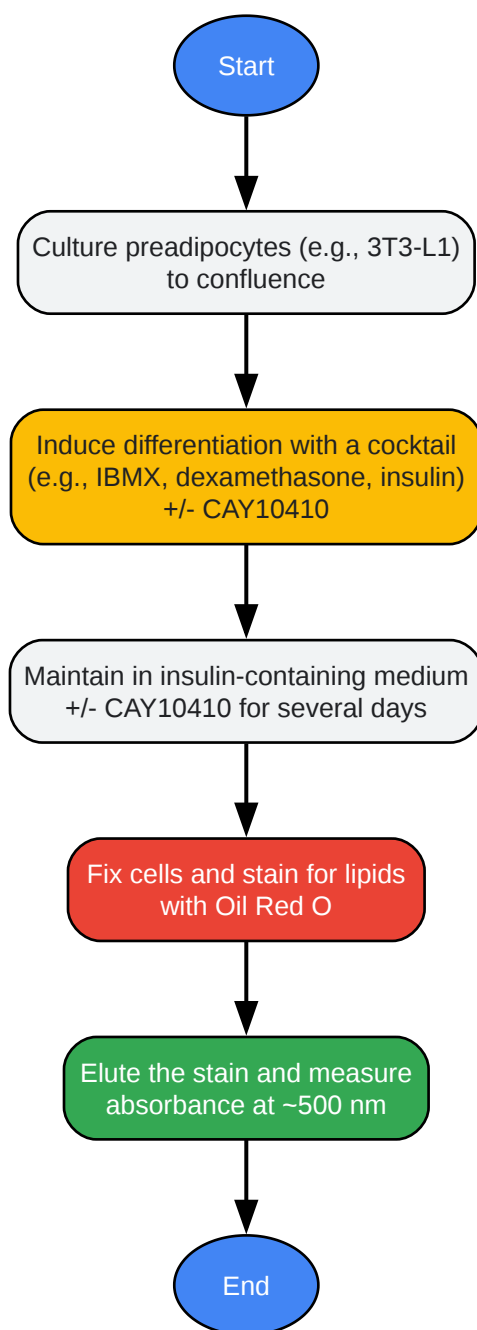 Start
Culture preadipocytes (e.g., 3T3-L1)
to confluence
Induce differentiation with a cocktail
(e.g., IBMX, dexamethasone, insulin)
+/- CAY10410
Maintain in insulin-containing medium
+/- CAY10410 for several days
Fix cells and stain for lipids
with Oil Red O
Elute the stain and measure
absorbance at ~500 nm
End